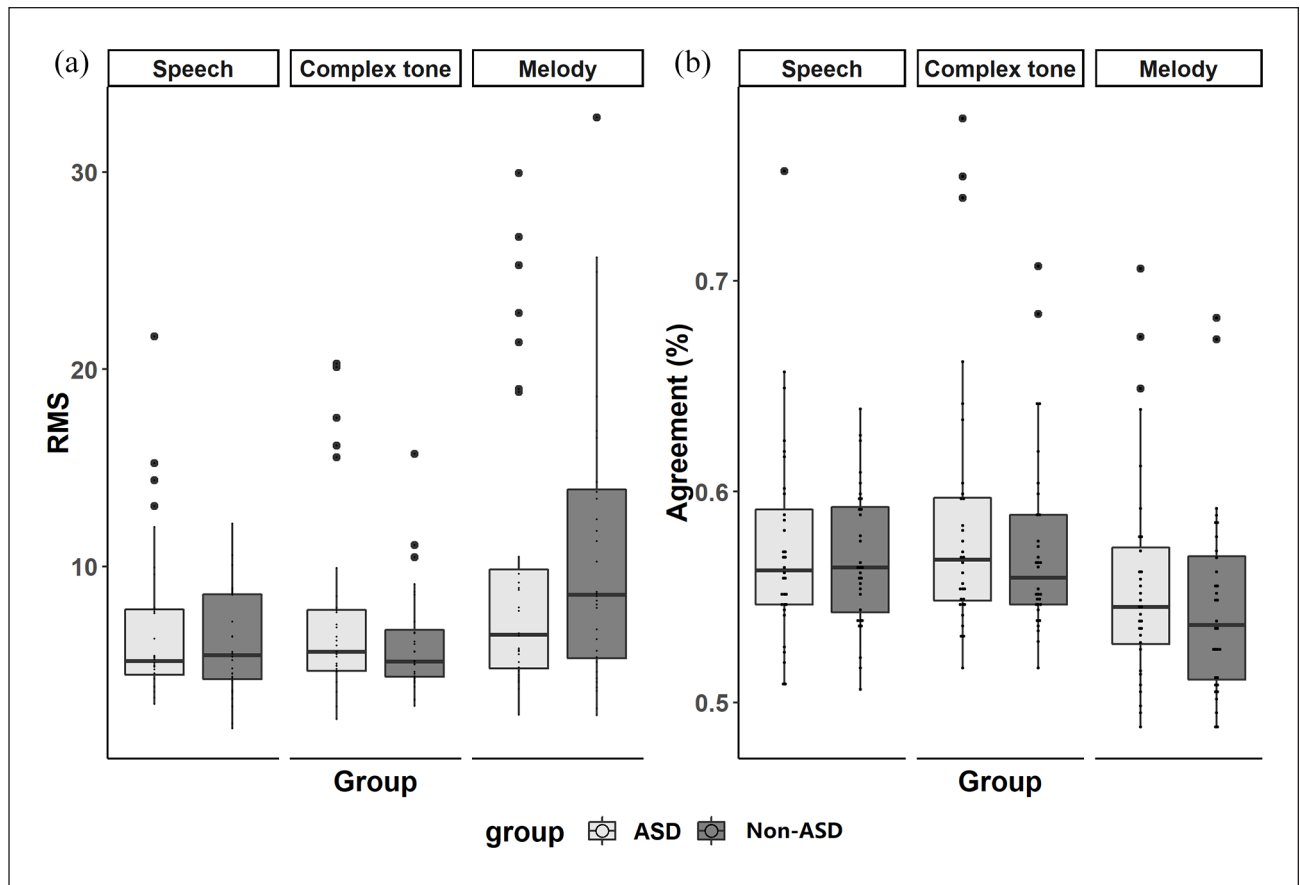 (a)
Speech
Complex tone
Melody
RMS
30
20
10
Group
(b)
Speech
Complex tone
Melody
Agreement (%)
0.7
0.6
0.5
Group
group ASD Non-ASD